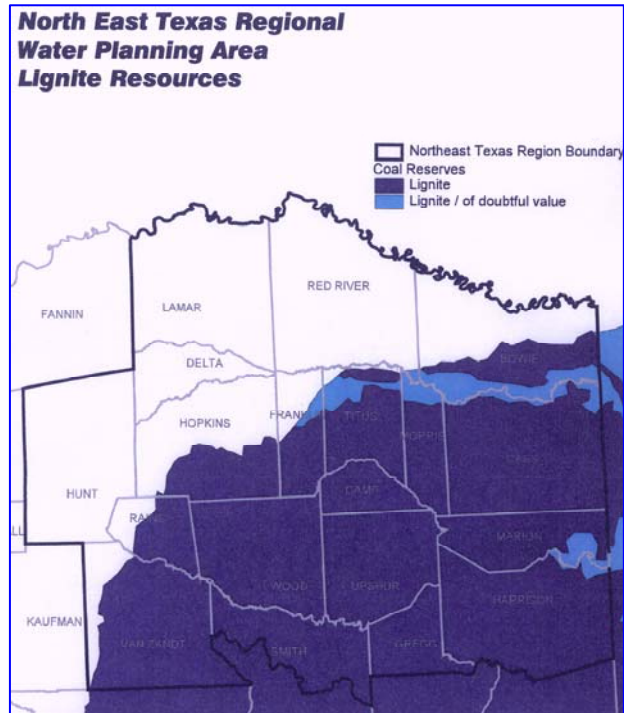 North East Texas Regional
Water Planning Area
Lignite Resources
Northeast Texas Region Boundary
Coal Reserves
Lignite
Lignite / of doubtful value
RED RIVER
FANNIN
LAMAR
BOWIE
DELTA
FRANKLIN
TITUS
HOPKINS
MORRIS
CASS
CAMP
HUNT
RAINS
MARION
WOOD
UPSHUR
HARRISON
KAUFMAN
VAN ZANDT
SMITH
GREGG